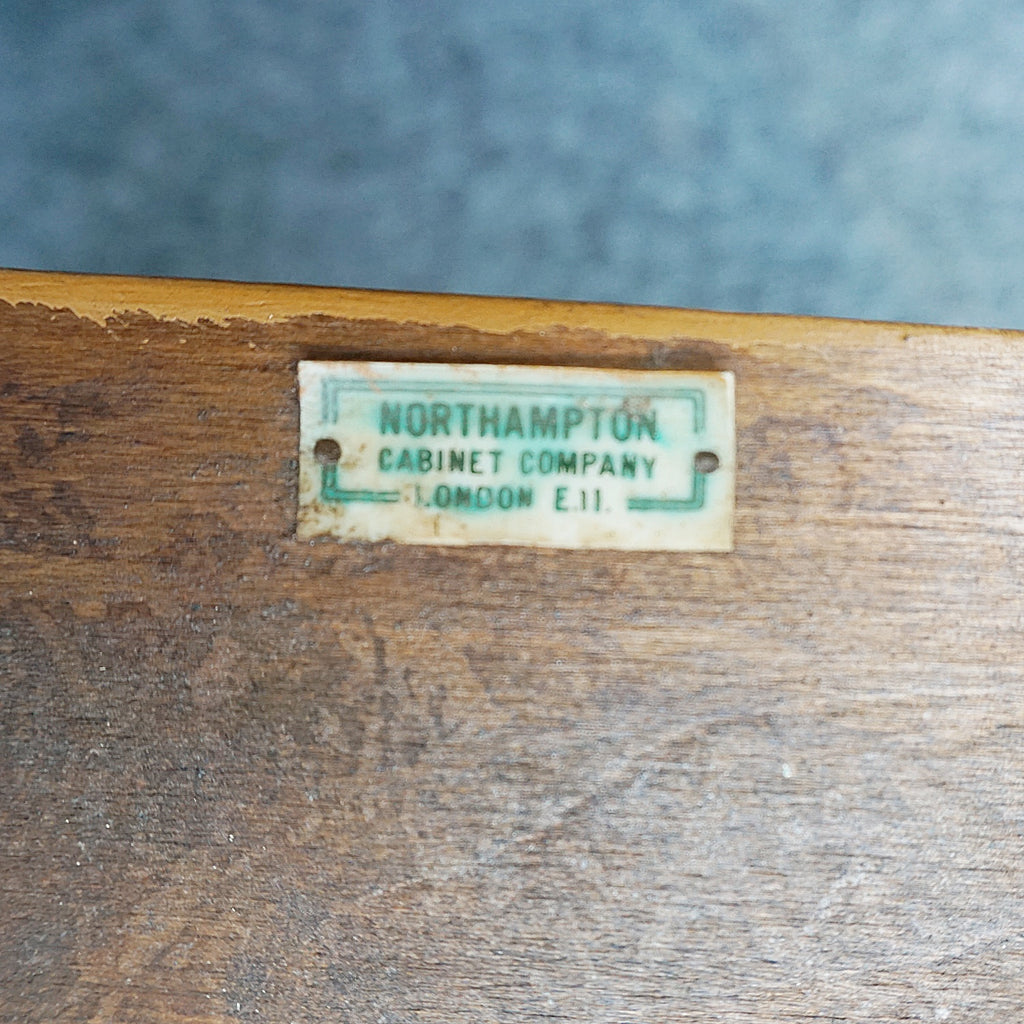 NORTHAMPTON
CABINET COMPANY
LONDON E.11.